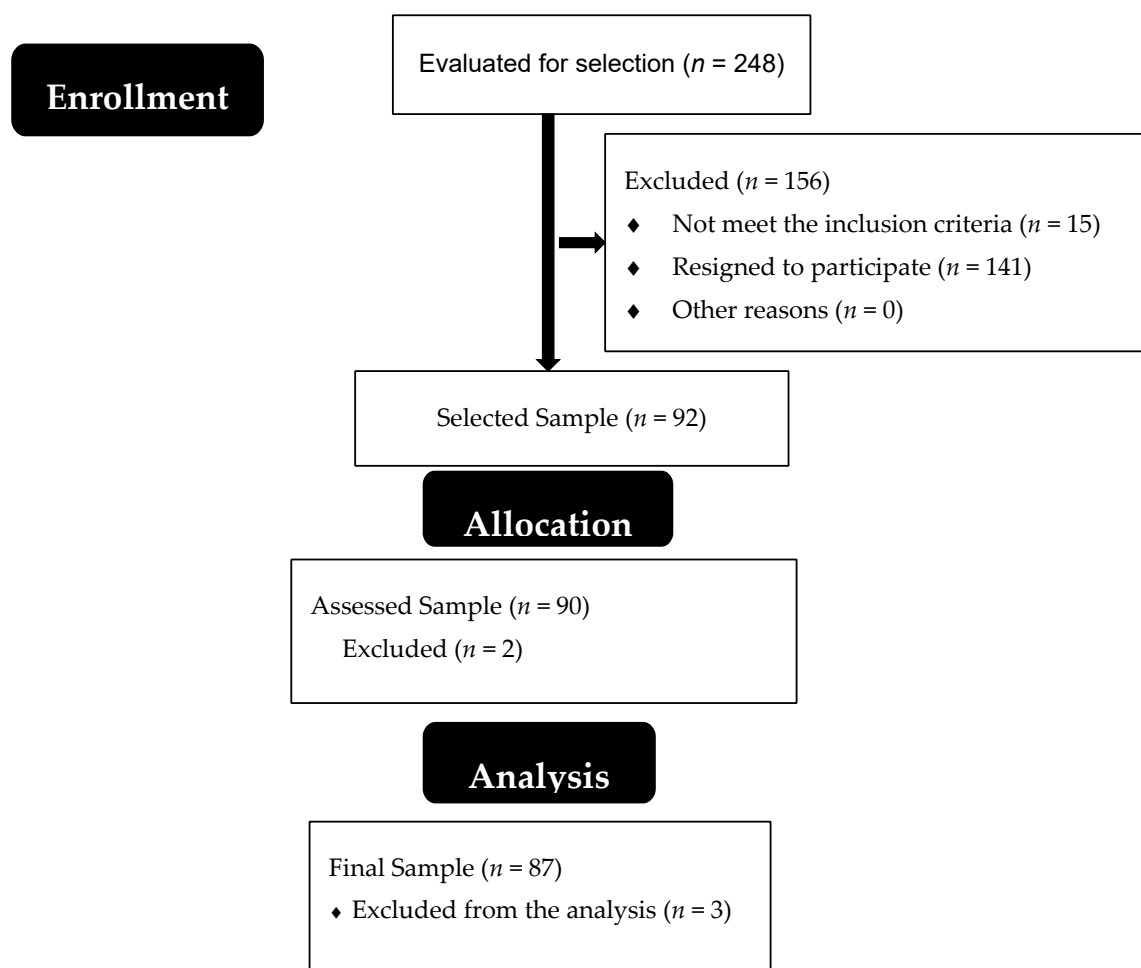 Enrollment
Evaluated for selection (n = 248)
Excluded (n = 156)
♦ Not meet the inclusion criteria (n = 15)
♦ Resigned to participate (n = 141)
♦ Other reasons (n = 0)
Selected Sample (n = 92)
Allocation
Assessed Sample (n = 90)
Excluded (n = 2)
Analysis
Final Sample (n = 87)
♦ Excluded from the analysis (n = 3)